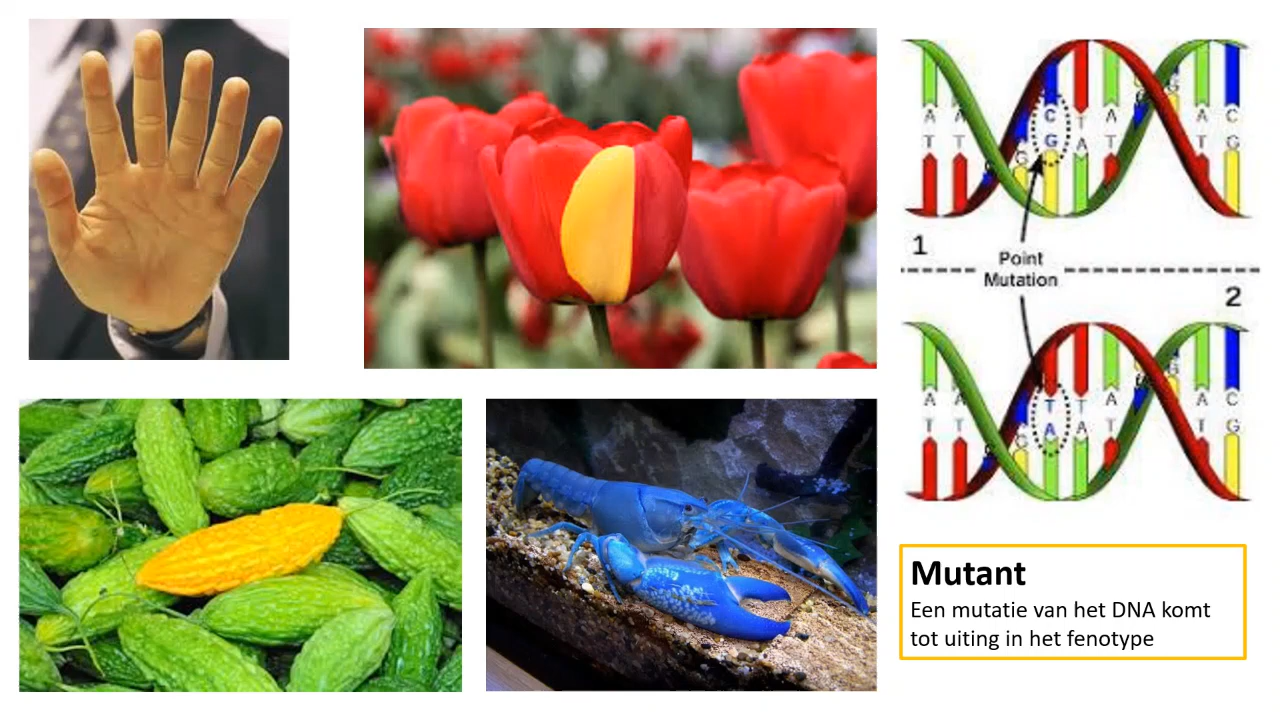 A A C T A A C
T T G A T T G
1
Point
Mutation
2
A A T T A A C
T T A A T T G
Mutant
Een mutatie van het DNA komt
tot uiting in het fenotype